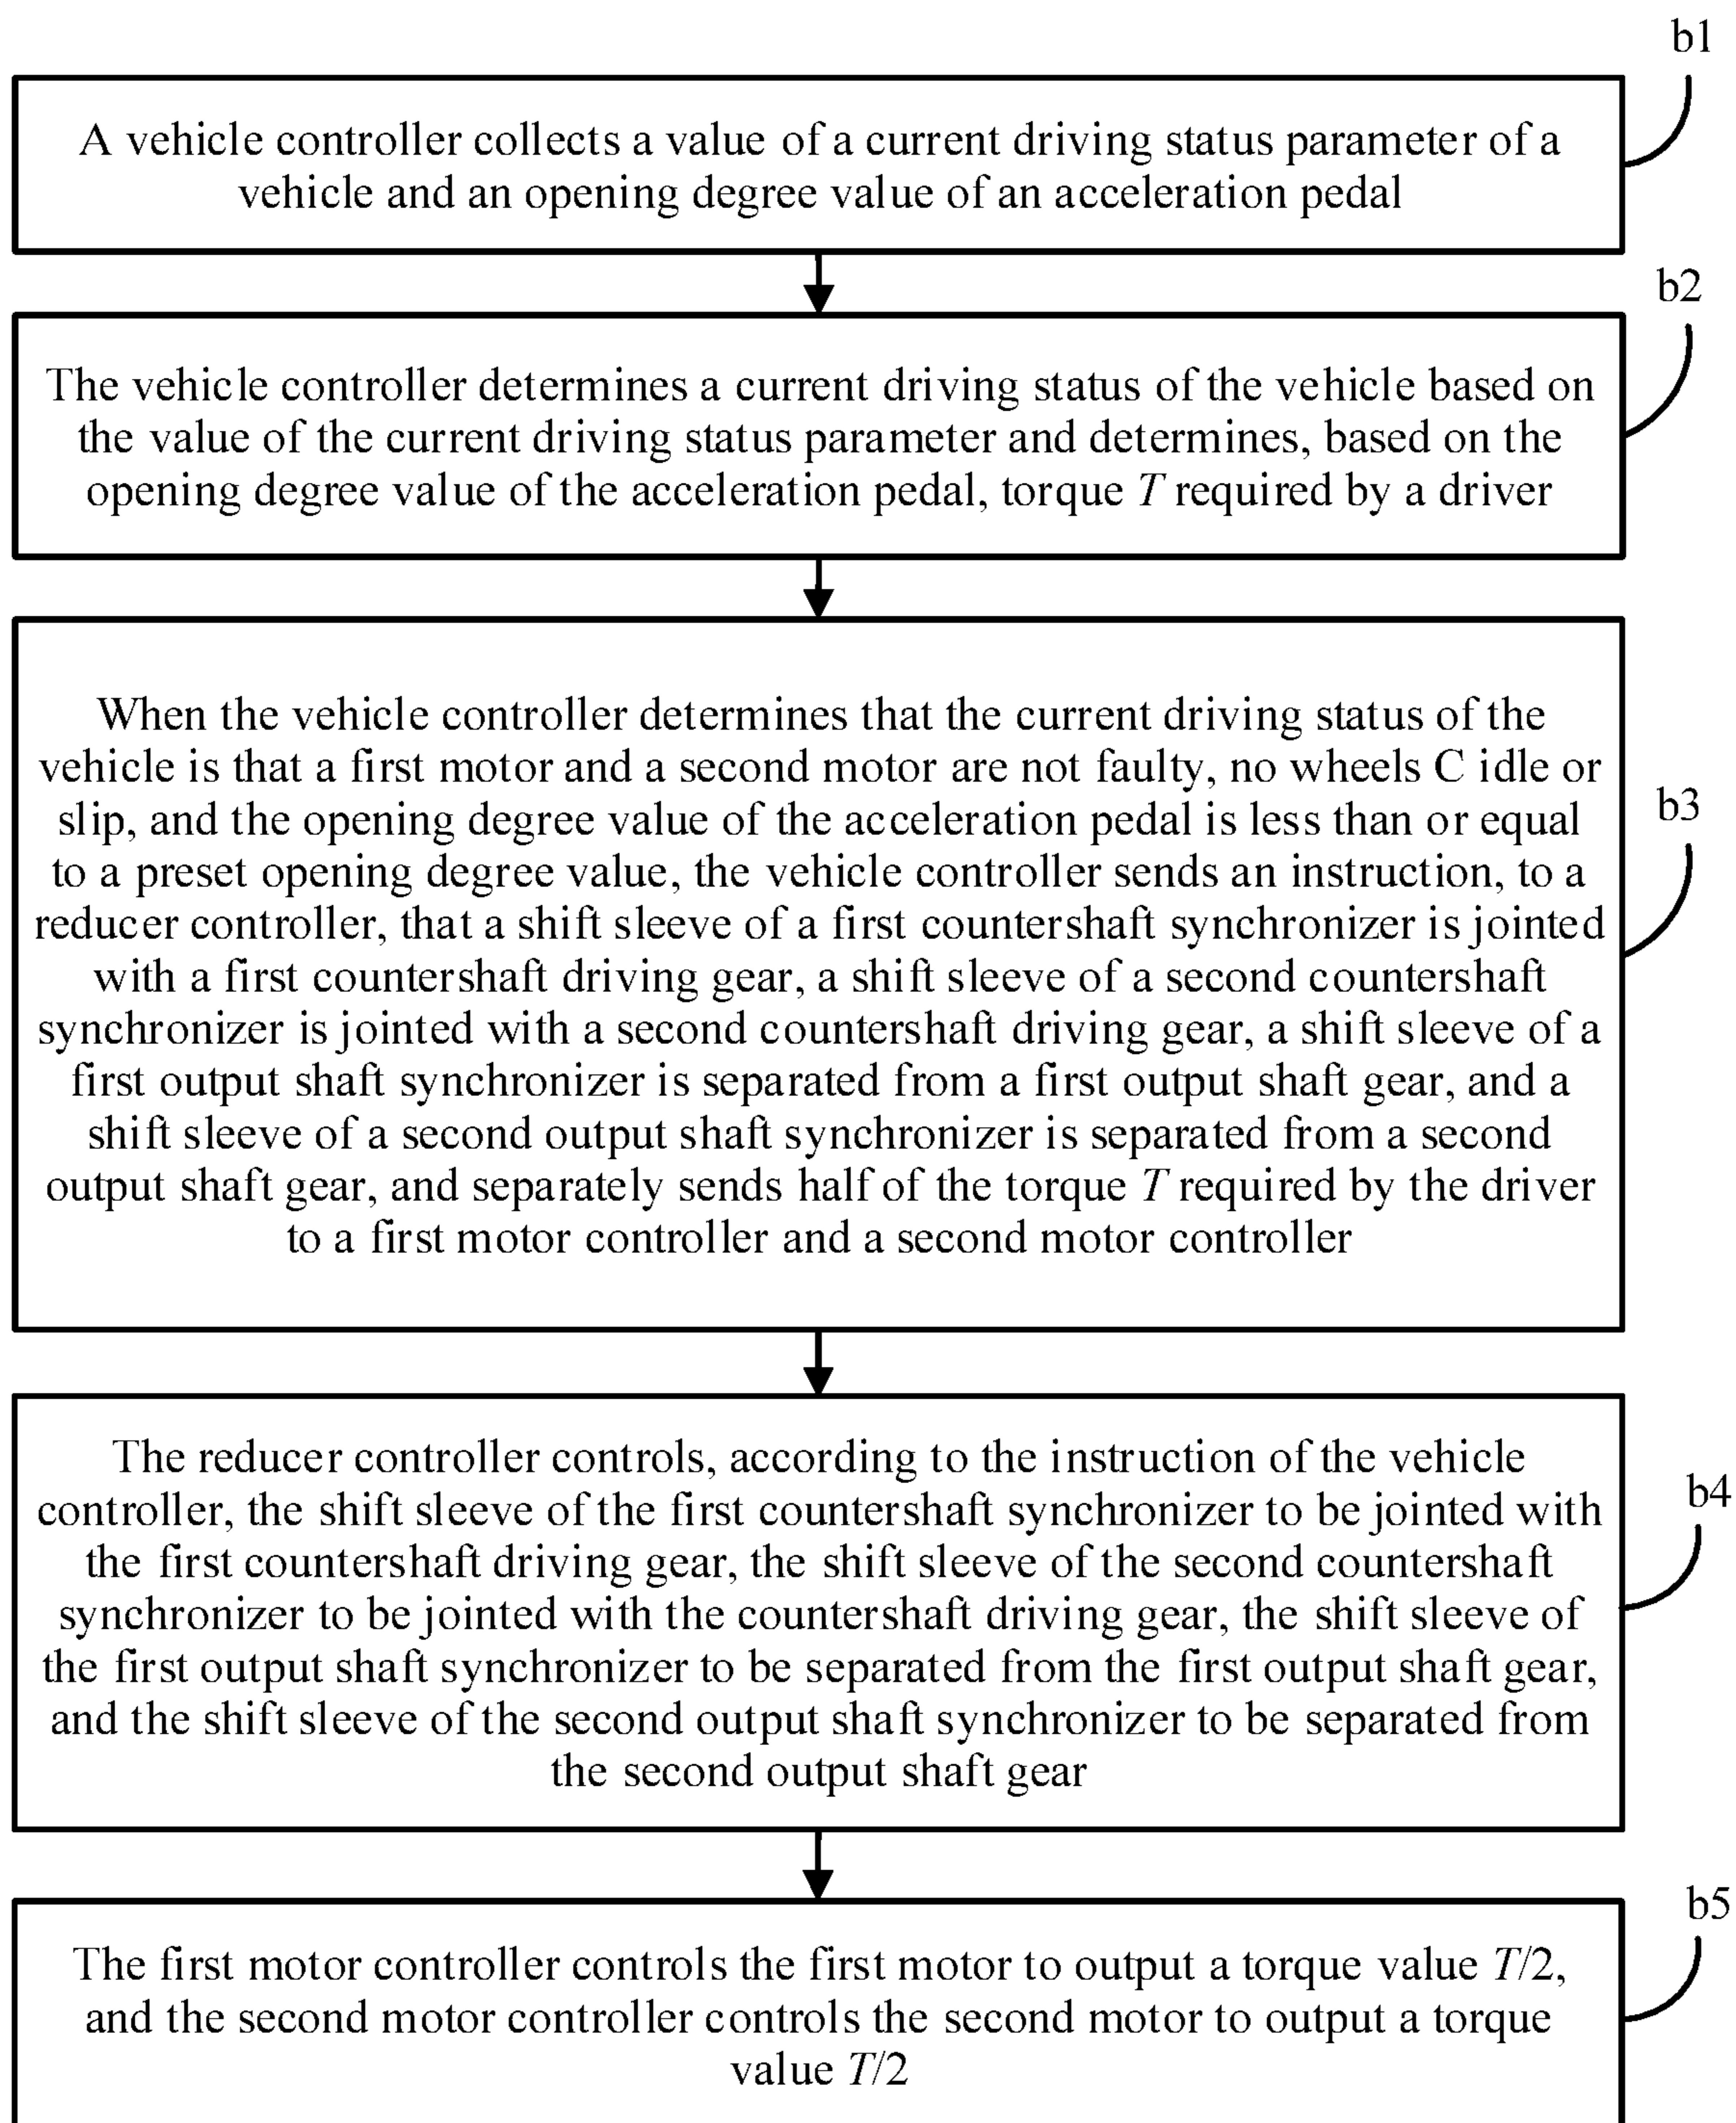 b1
A vehicle controller collects a value of a current driving status parameter of a
vehicle and an opening degree value of an acceleration pedal
b2
The vehicle controller determines a current driving status of the vehicle based on
the value of the current driving status parameter and determines, based on the
opening degree value of the acceleration pedal, torque T required by a driver
b3
When the vehicle controller determines that the current driving status of the
vehicle is that a first motor and a second motor are not faulty, no wheels C idle or
slip, and the opening degree value of the acceleration pedal is less than or equal
to a preset opening degree value, the vehicle controller sends an instruction, to a
reducer controller, that a shift sleeve of a first countershaft synchronizer is jointed
with a first countershaft driving gear, a shift sleeve of a second countershaft
synchronizer is jointed with a second countershaft driving gear, a shift sleeve of a
first output shaft synchronizer is separated from a first output shaft gear, and a
shift sleeve of a second output shaft synchronizer is separated from a second
output shaft gear, and separately sends half of the torque T required by the driver
to a first motor controller and a second motor controller
b4
The reducer controller controls, according to the instruction of the vehicle
controller, the shift sleeve of the first countershaft synchronizer to be jointed with
the first countershaft driving gear, the shift sleeve of the second countershaft
synchronizer to be jointed with the countershaft driving gear, the shift sleeve of
the first output shaft synchronizer to be separated from the first output shaft gear,
and the shift sleeve of the second output shaft synchronizer to be separated from
the second output shaft gear
b5
The first motor controller controls the first motor to output a torque value T/2,
and the second motor controller controls the second motor to output a torque
value T/2